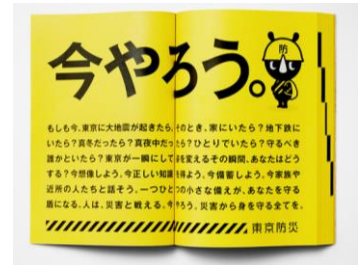 今やろう。
防
もしも今、東京に大地震が起きたら。そのとき、家にいたら？地下鉄に
いたら？真冬だったら？真夜中だったら？ひとりでいたら？守るべき
誰かといたら？東京が一瞬にして姿を変えるその瞬間、あなたはどう
する？今想像しよう。今正しい知識を得よう。今備蓄しよう。今家族や
近所の人たちと話そう。一つひとつの小さな備えが、あなたを守る
盾になる。人は、災害と戦える。今やろう。災害から身を守る全てを。
東京防災